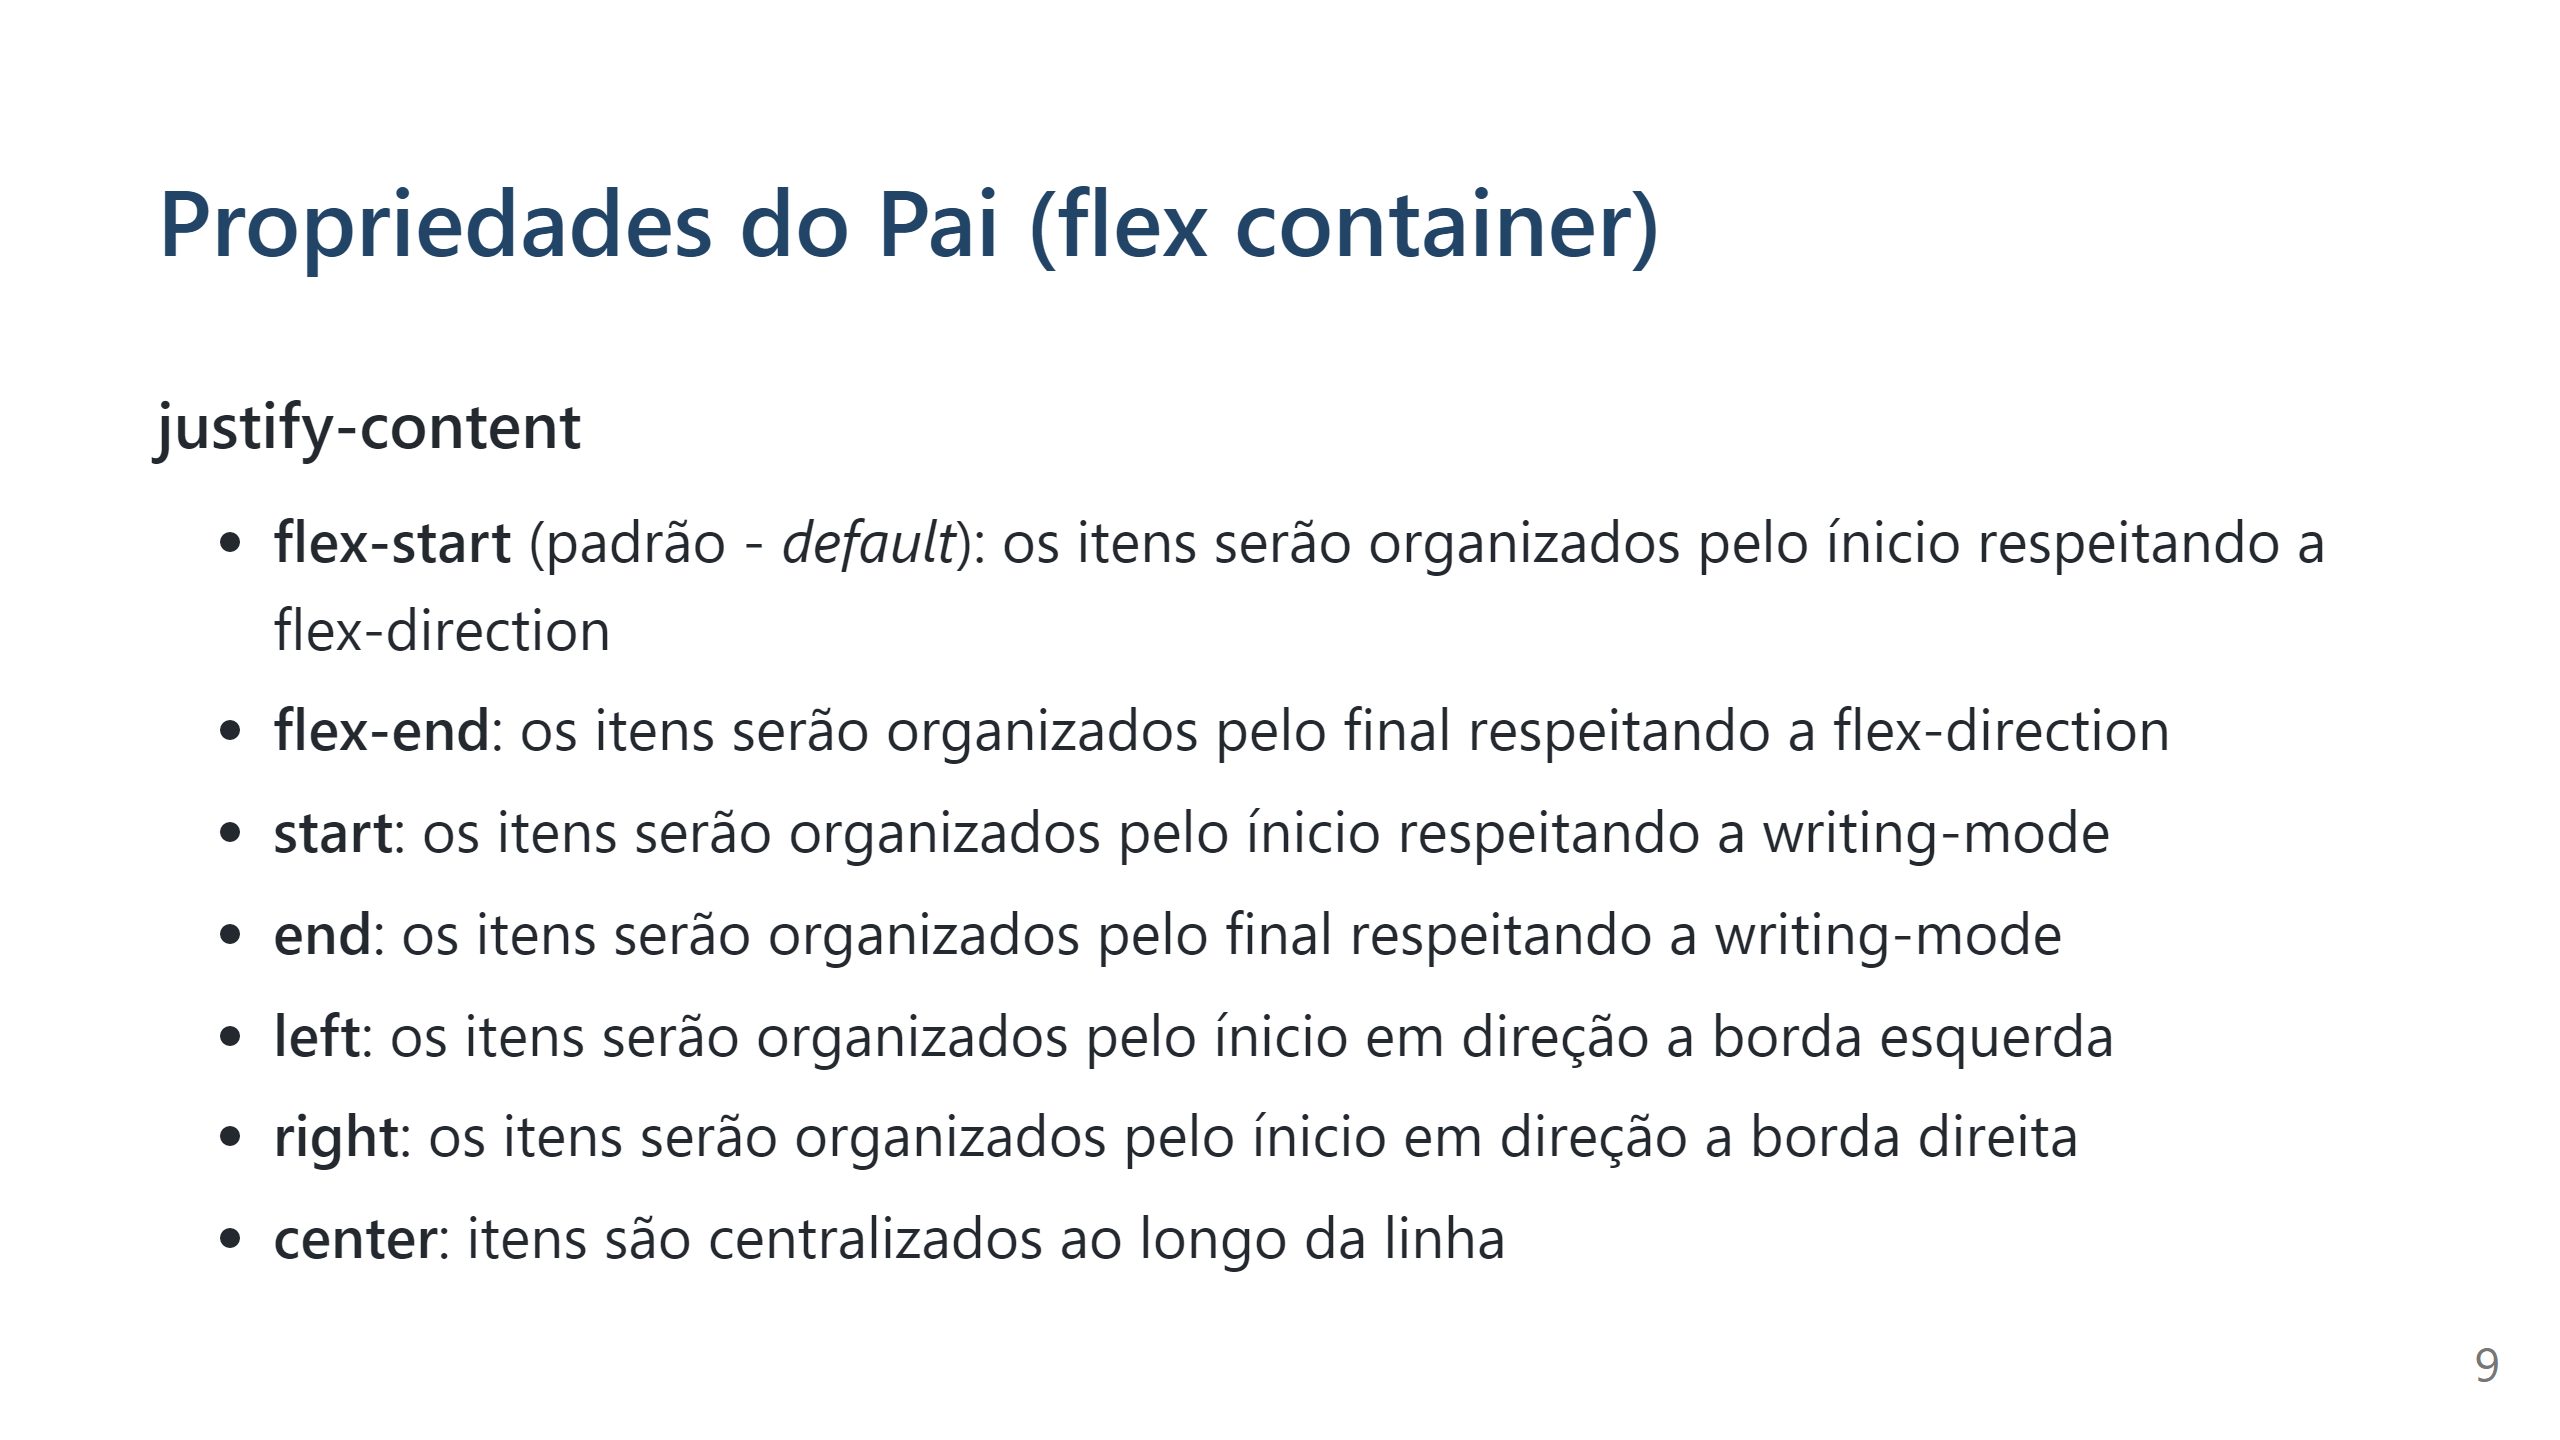 Propriedades do Pai (flex container)
justify-content
• flex-start (padrão - default): os itens serão organizados pelo ínicio respeitando a
flex-direction
• flex-end: os itens serão organizados pelo final respeitando a flex-direction
• start: os itens serão organizados pelo ínicio respeitando a writing-mode
• end: os itens serão organizados pelo final respeitando a writing-mode
• left: os itens serão organizados pelo ínicio em direção a borda esquerda
• right: os itens serão organizados pelo ínicio em direção a borda direita
• center: itens são centralizados ao longo da linha
9